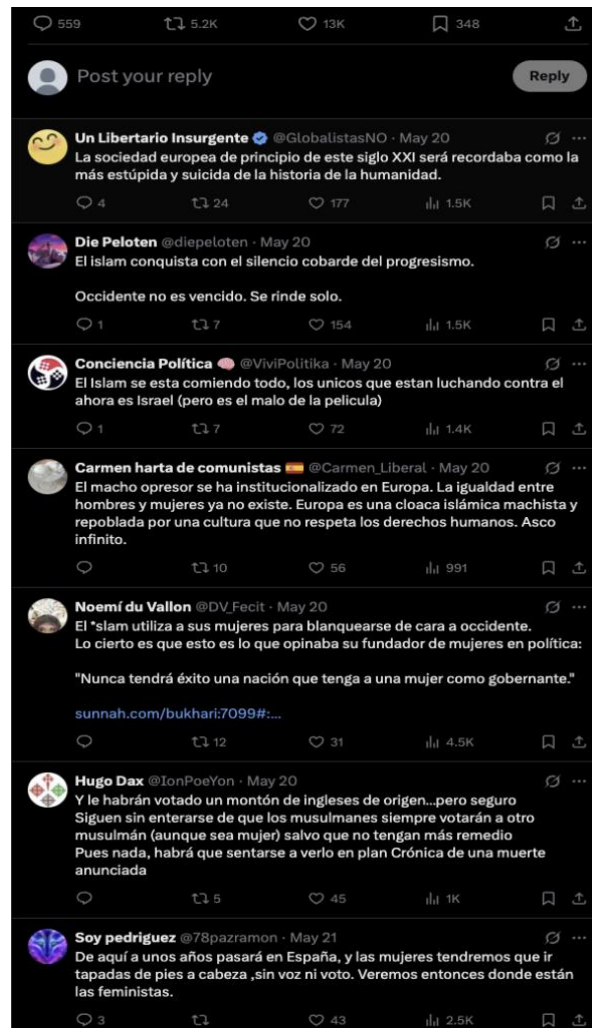 559 5.2K 13K 348
Post your reply Reply
Un Libertario Insurgente @GlobalistasNO · May 20
La sociedad europea de principio de este siglo XXI será recordaba como la
más estúpida y suicida de la historia de la humanidad.
4 24 177 1.5K
Die Peloten @diepeloten · May 20
El islam conquista con el silencio cobarde del progresismo.
Occidente no es vencido. Se rinde solo.
1 7 154 1.5K
Conciencia Política @ViviPolitika · May 20
El Islam se esta comiendo todo, los unicos que estan luchando contra el
ahora es Israel (pero es el malo de la pelicula)
1 7 72 1.4K
Carmen harta de comunistas @Carmen_Liberal · May 20
El macho opresor se ha institucionalizado en Europa. La igualdad entre
hombres y mujeres ya no existe. Europa es una cloaca islámica machista y
repoblada por una cultura que no respeta los derechos humanos. Asco
infinito.
10 56 991
Noemí du Vallon @DV_Fecit · May 20
El *slam utiliza a sus mujeres para blanquearse de cara a occidente.
Lo cierto es que esto es lo que opinaba su fundador de mujeres en política:
"Nunca tendrá éxito una nación que tenga a una mujer como gobernante."
sunnah.com/bukhari:7099#:...
12 31 4.5K
Hugo Dax @IonPoeYon · May 20
Y le habrán votado un montón de ingleses de origen...pero seguro
Siguen sin enterarse de que los musulmanes siempre votarán a otro
musulmán (aunque sea mujer) salvo que no tengan más remedio
Pues nada, habrá que sentarse a verlo en plan Crónica de una muerte
anunciada
5 45 1K
Soy pedriguez @78pazramon · May 21
De aquí a unos años pasará en España, y las mujeres tendremos que ir
tapadas de pies a cabeza ,sin voz ni voto. Veremos entonces donde están
las feministas.
3 43 2.5K